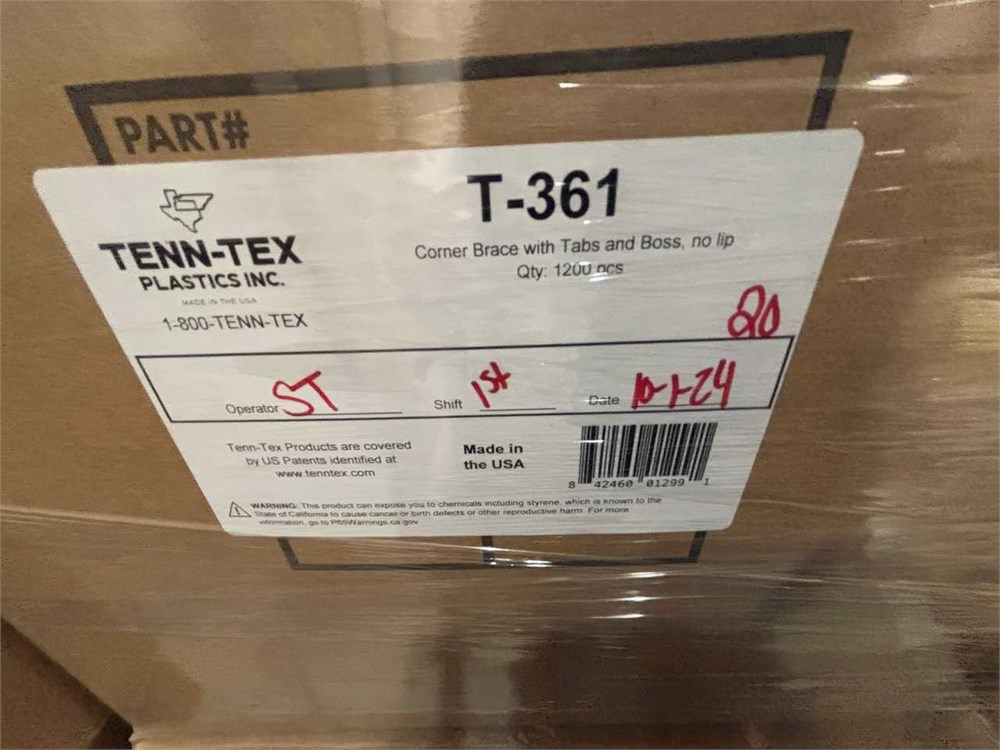 PART#
TENN-TEX
PLASTICS INC.
MADE IN THE USA
1-800-TENN-TEX
T-361
Corner Brace with Tabs and Boss, no lip
Qty: 1200 pcs
20
Operator ST
Shift 1st
Date 10-1-24
Tenn-Tex Products are covered
by US Patents identified at
www.tenntex.com
Made in
the USA
8 42460 01299 1
WARNING: This product can expose you to chemicals including styrene, which is known to the
State of California to cause cancer or birth defects or other reproductive harm. For more
information, go to P65Warnings.ca.gov